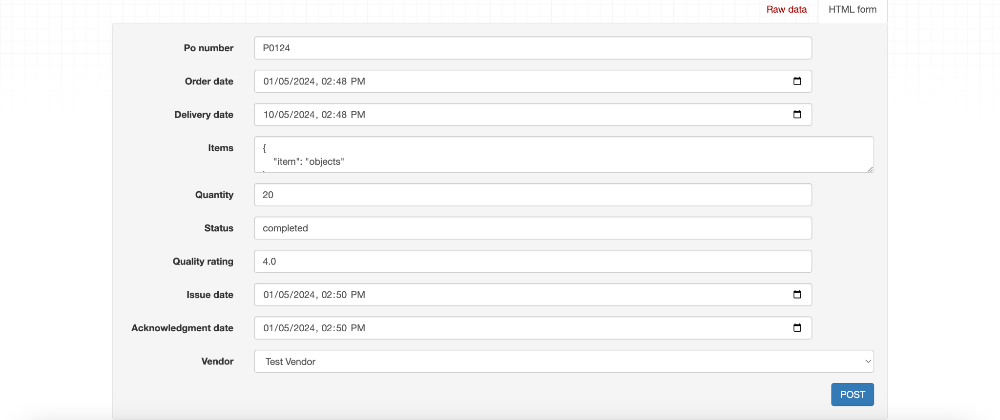 Raw data
HTML form
Po number
P0124
Order date
01/05/2024, 02:48 PM
Delivery date
10/05/2024, 02:48 PM
Items
{
"item": "objects"
Quantity
20
Status
completed
Quality rating
4.0
Issue date
01/05/2024, 02:50 PM
Acknowledgment date
01/05/2024, 02:50 PM
Vendor
Test Vendor
POST